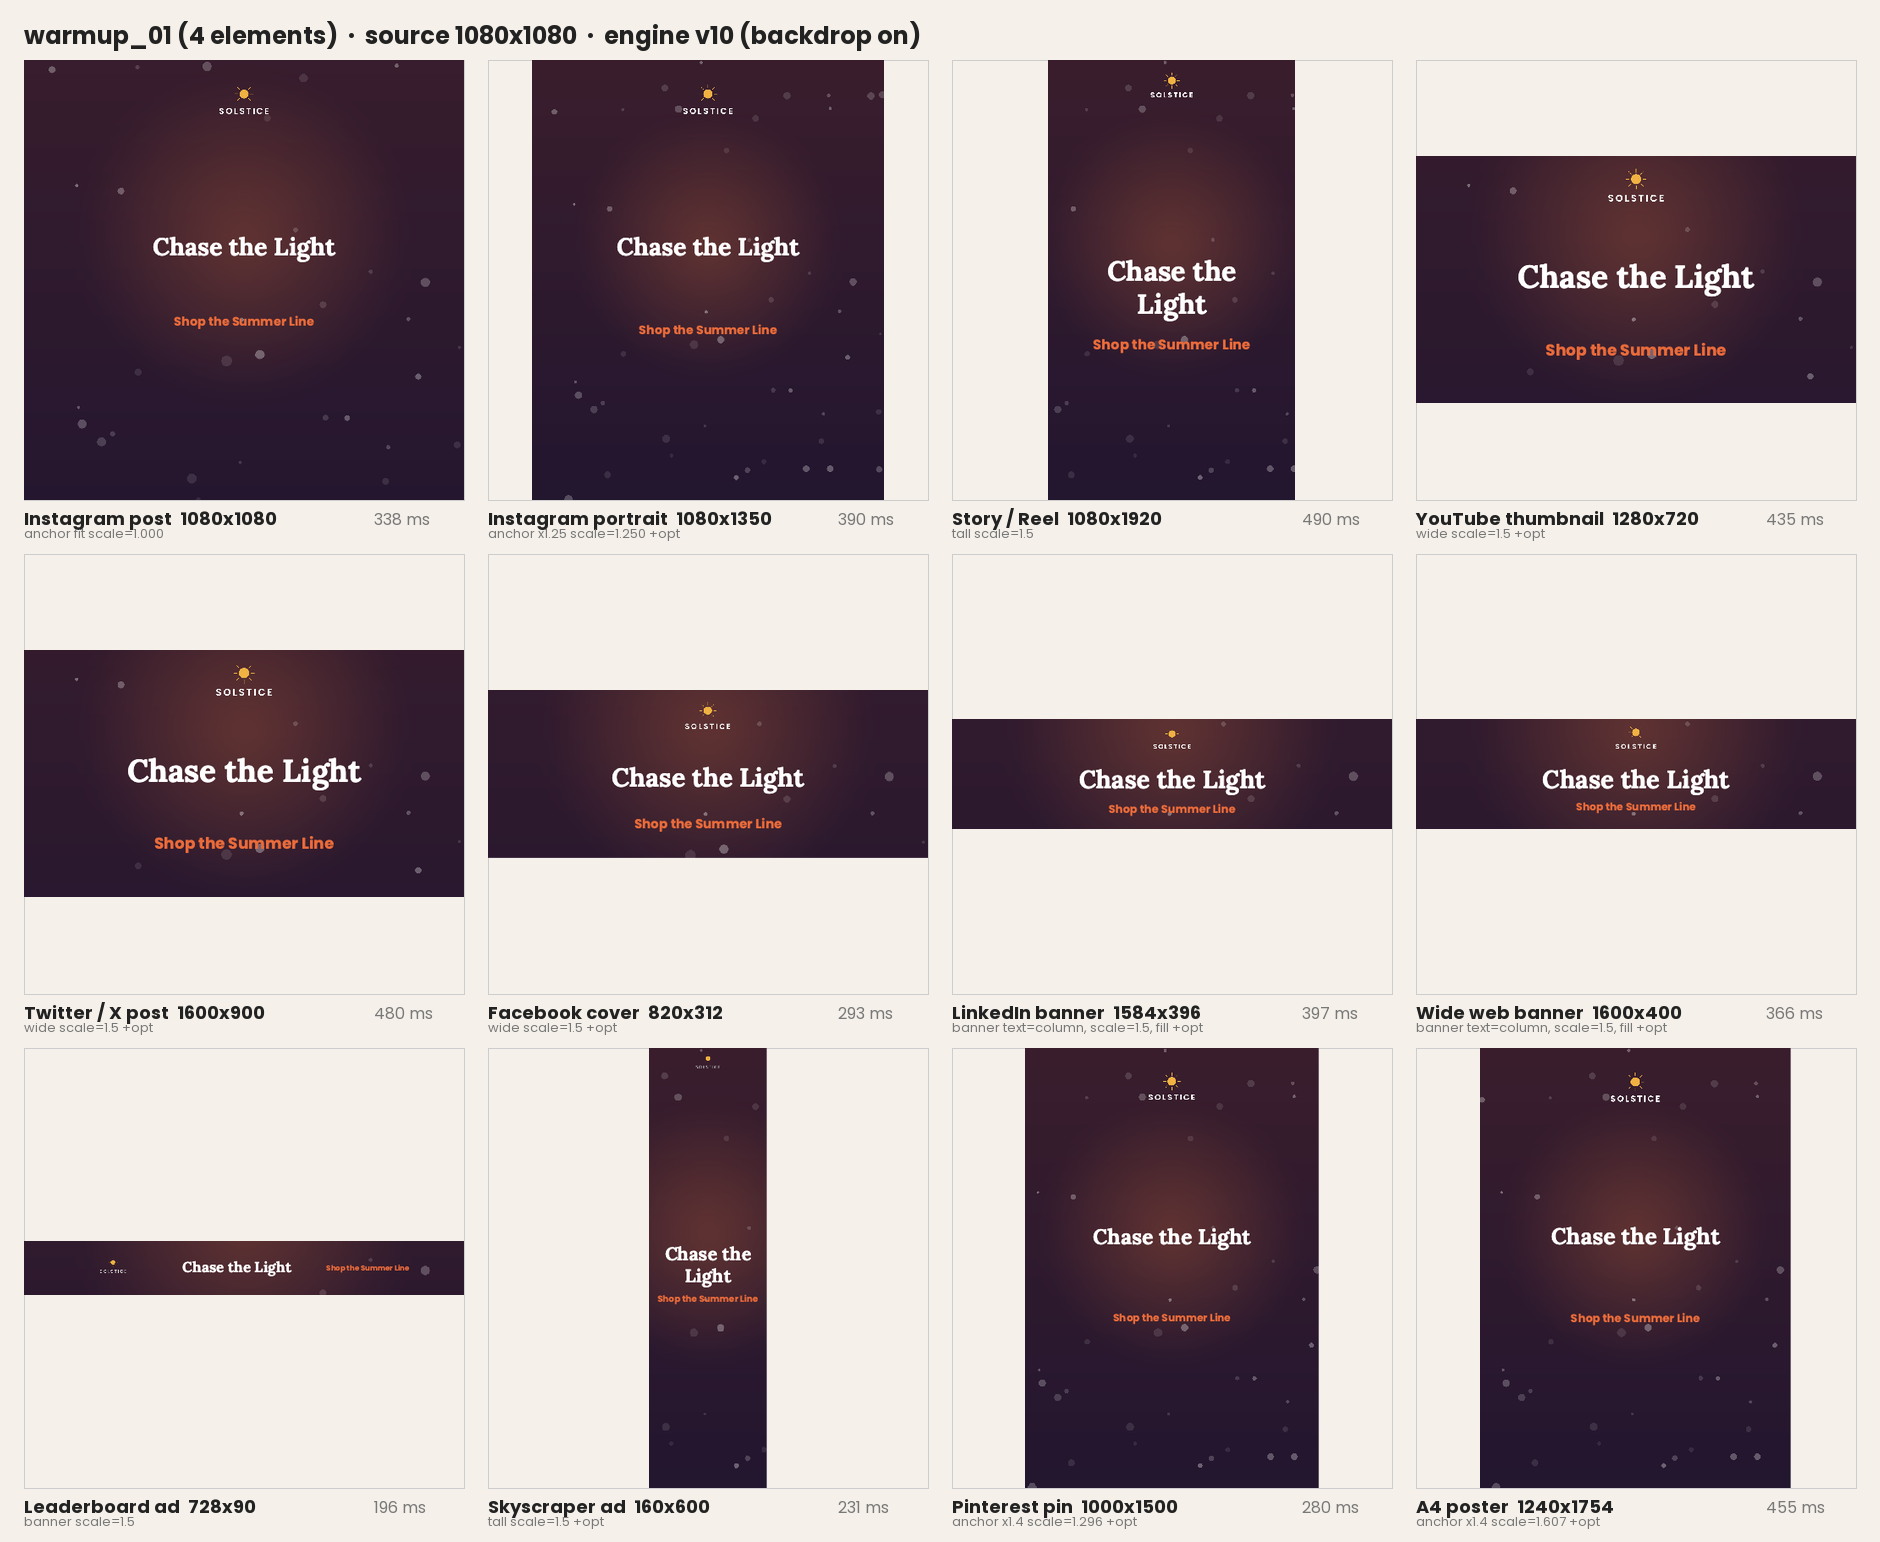 warmup_01 (4 elements) · source 1080x1080 · engine v10 (backdrop on)
SOLSTICE
Chase the Light
Shop the Summer Line
Instagram post 1080x1080 338 ms
anchor fit scale=1.000
SOLSTICE
Chase the Light
Shop the Summer Line
Instagram portrait 1080x1350 390 ms
anchor x1.25 scale=1.250 +opt
SOLSTICE
Chase the
Light
Shop the Summer Line
Story / Reel 1080x1920 490 ms
tall scale=1.5
SOLSTICE
Chase the Light
Shop the Summer Line
YouTube thumbnail 1280x720 435 ms
wide scale=1.5 +opt
SOLSTICE
Chase the Light
Shop the Summer Line
Twitter / X post 1600x900 480 ms
wide scale=1.5 +opt
SOLSTICE
Chase the Light
Shop the Summer Line
Facebook cover 820x312 293 ms
wide scale=1.5 +opt
SOLSTICE
Chase the Light
Shop the Summer Line
LinkedIn banner 1584x396 397 ms
banner text=column, scale=1.5, fill +opt
SOLSTICE
Chase the Light
Shop the Summer Line
Wide web banner 1600x400 366 ms
banner text=column, scale=1.5, fill +opt
SOLSTICE
Chase the Light
Shop the Summer Line
Leaderboard ad 728x90 196 ms
banner scale=1.5
SOLSTICE
Chase the
Light
Shop the Summer Line
Skyscraper ad 160x600 231 ms
tall scale=1.5 +opt
SOLSTICE
Chase the Light
Shop the Summer Line
Pinterest pin 1000x1500 280 ms
anchor x1.4 scale=1.296 +opt
SOLSTICE
Chase the Light
Shop the Summer Line
A4 poster 1240x1754 455 ms
anchor x1.4 scale=1.607 +opt